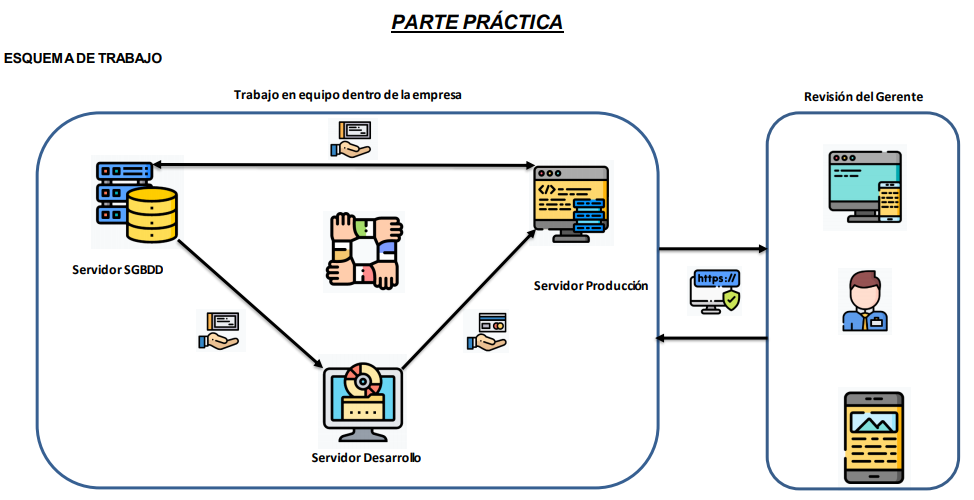 PARTE PRÁCTICA
ESQUEMA DE TRABAJO
Trabajo en equipo dentro de la empresa
Revisión del Gerente
</>
Servidor SGBDD
Servidor Producción
https://
Servidor Desarrollo